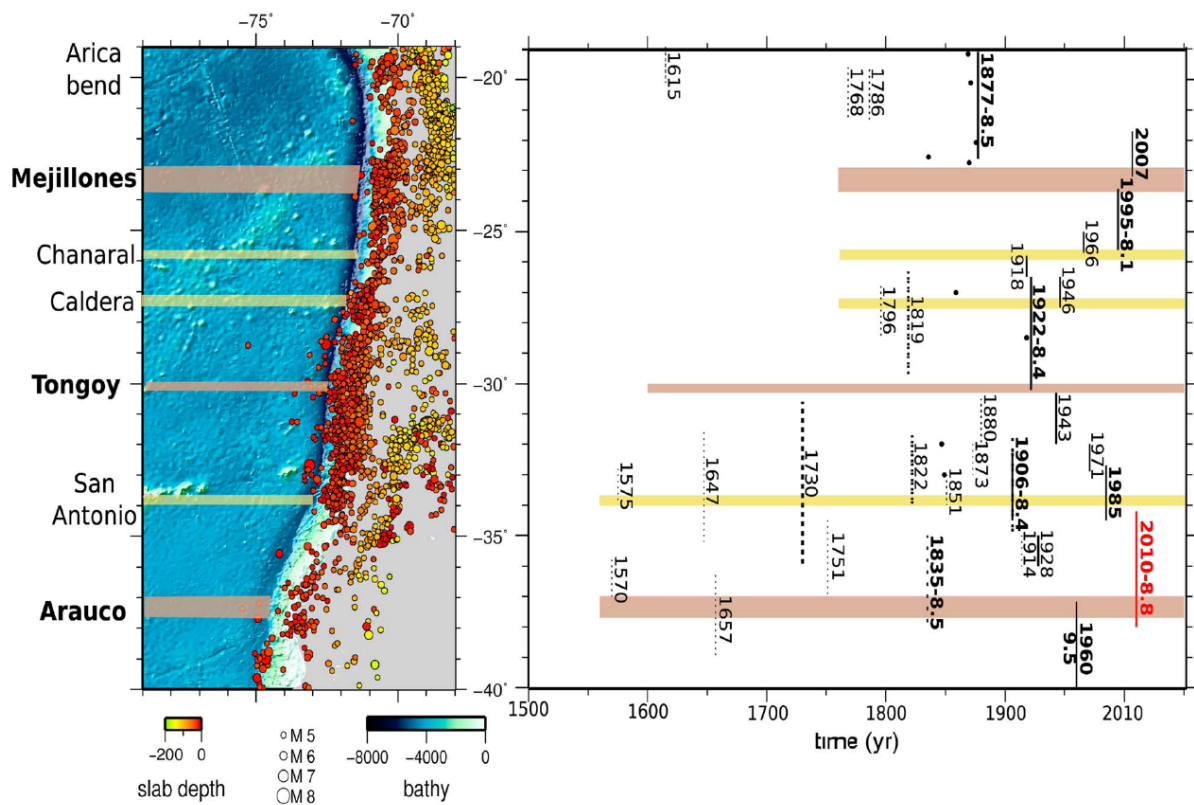 −75° −70°
Arica
bend
Mejillones
Chanaral
Caldera
Tongoy
San
Antonio
Arauco
−20°
−25°
−30°
−35°
−40°
−200 0
slab depth
M 5
M 6
M 7
M 8
−8000 −4000 0
bathy
1615
1768
1786
1877-8.5
2007
1995-8.1
1966
1918
1946
1796
1819
1922-8.4
1943
1880
1971
1575
1647
1730
1822
1851
1873
1906-8.4
1985
2010-8.8
1570
1657
1751
1835-8.5
1914
1928
1960
9.5
1500 1600 1700 1800 1900 2010
time (yr)